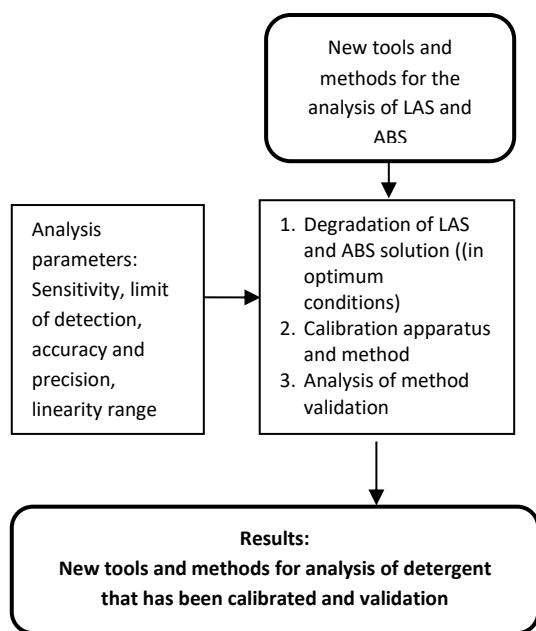 New tools and
methods for the
analysis of LAS and
ABS
Analysis
parameters:
Sensitivity, limit
of detection,
accuracy and
precision,
linearity range
1. Degradation of LAS
and ABS solution ((in
optimum
conditions)
2. Calibration apparatus
and method
3. Analysis of method
validation
Results:
New tools and methods for analysis of detergent
that has been calibrated and validation